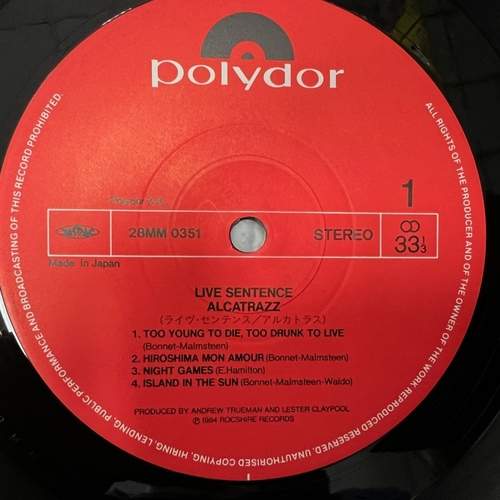 polydor
1
28MM 0351
STEREO
33 1/3
Made in Japan
LIVE SENTENCE
ALCATRAZZ
(ライヴ・センテンス/アルカトラス)
1. TOO YOUNG TO DIE, TOO DRUNK TO LIVE
(Bonnet-Malmsteen)
2. HIROSHIMA MON AMOUR (Bonnet-Malmsteen)
3. NIGHT GAMES (E.Hamilton)
4. ISLAND IN THE SUN (Bonnet-Malmsteen-Waldo)
PRODUCED BY ANDREW TRUEMAN AND LESTER CLAYPOOL
Ⓟ 1984 ROCSHIRE RECORDS
ALL RIGHTS OF THE PRODUCER AND OF THE OWNER OF THE WORK REPRODUCED RESERVED. UNAUTHORISED COPYING, HIRING, LENDING, PUBLIC PERFORMANCE AND BROADCASTING OF THIS RECORD PROHIBITED.